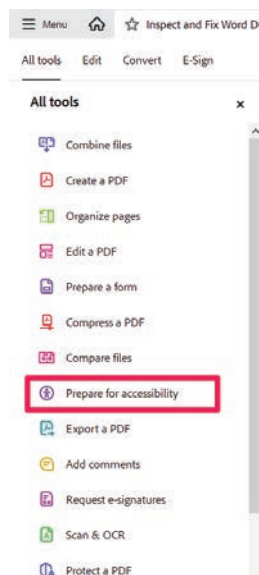 Menu Inspect and Fix Word D
All tools Edit Convert E-Sign
All tools
Combine files
Create a PDF
Organize pages
Edit a PDF
Prepare a form
Compress a PDF
Compare files
Prepare for accessibility
Export a PDF
Add comments
Request e-signatures
Scan & OCR
Protect a PDF